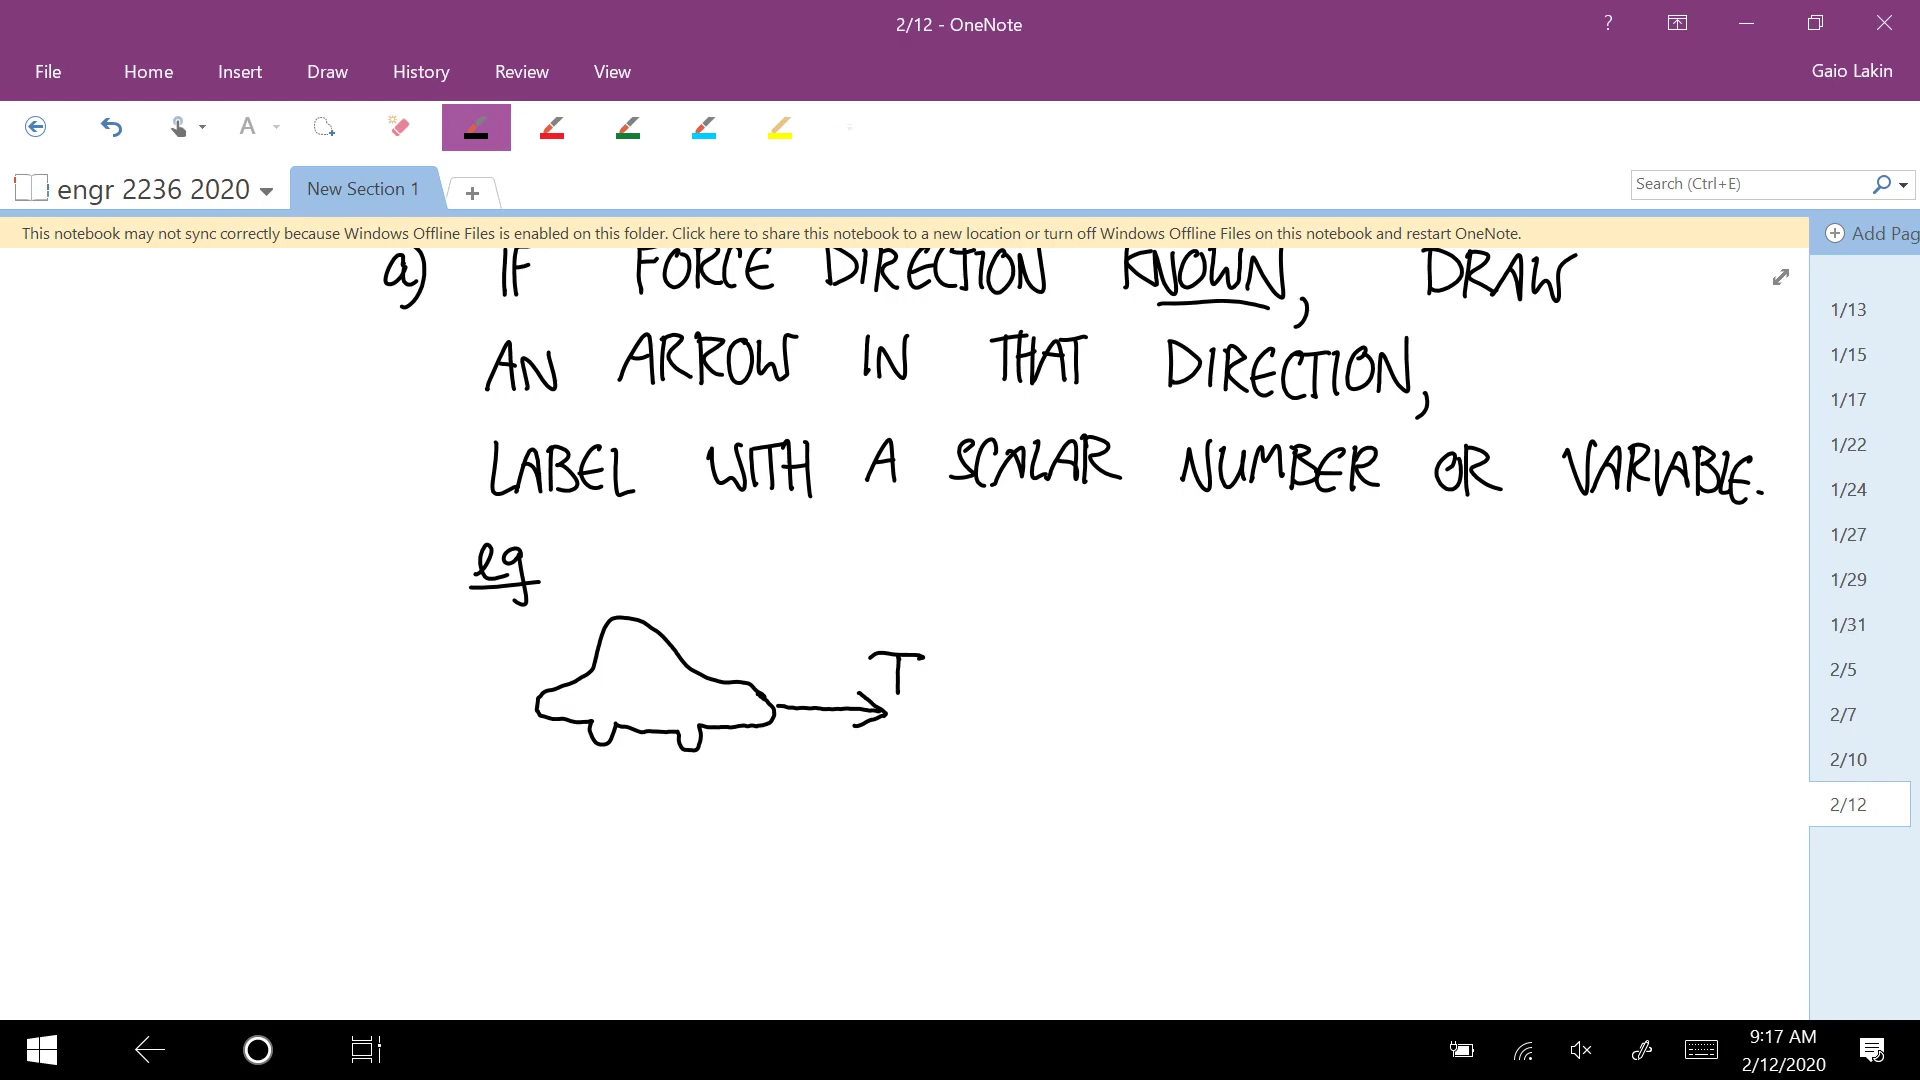 2/12 - OneNote
?
File Home Insert Draw History Review View
Gaio Lakin
A
engr 2236 2020
New Section 1
+
Search (Ctrl+E)
This notebook may not sync correctly because Windows Offline Files is enabled on this folder. Click here to share this notebook to a new location or turn off Windows Offline Files on this notebook and restart OneNote.
Add Pag
a) IF FORCE DIRECTION KNOWN, DRAW
AN ARROW IN THAT DIRECTION,
LABEL WITH A SCALAR NUMBER OR VARIABLE.
eg
T
1/13
1/15
1/17
1/22
1/24
1/27
1/29
1/31
2/5
2/7
2/10
2/12
9:17 AM
2/12/2020